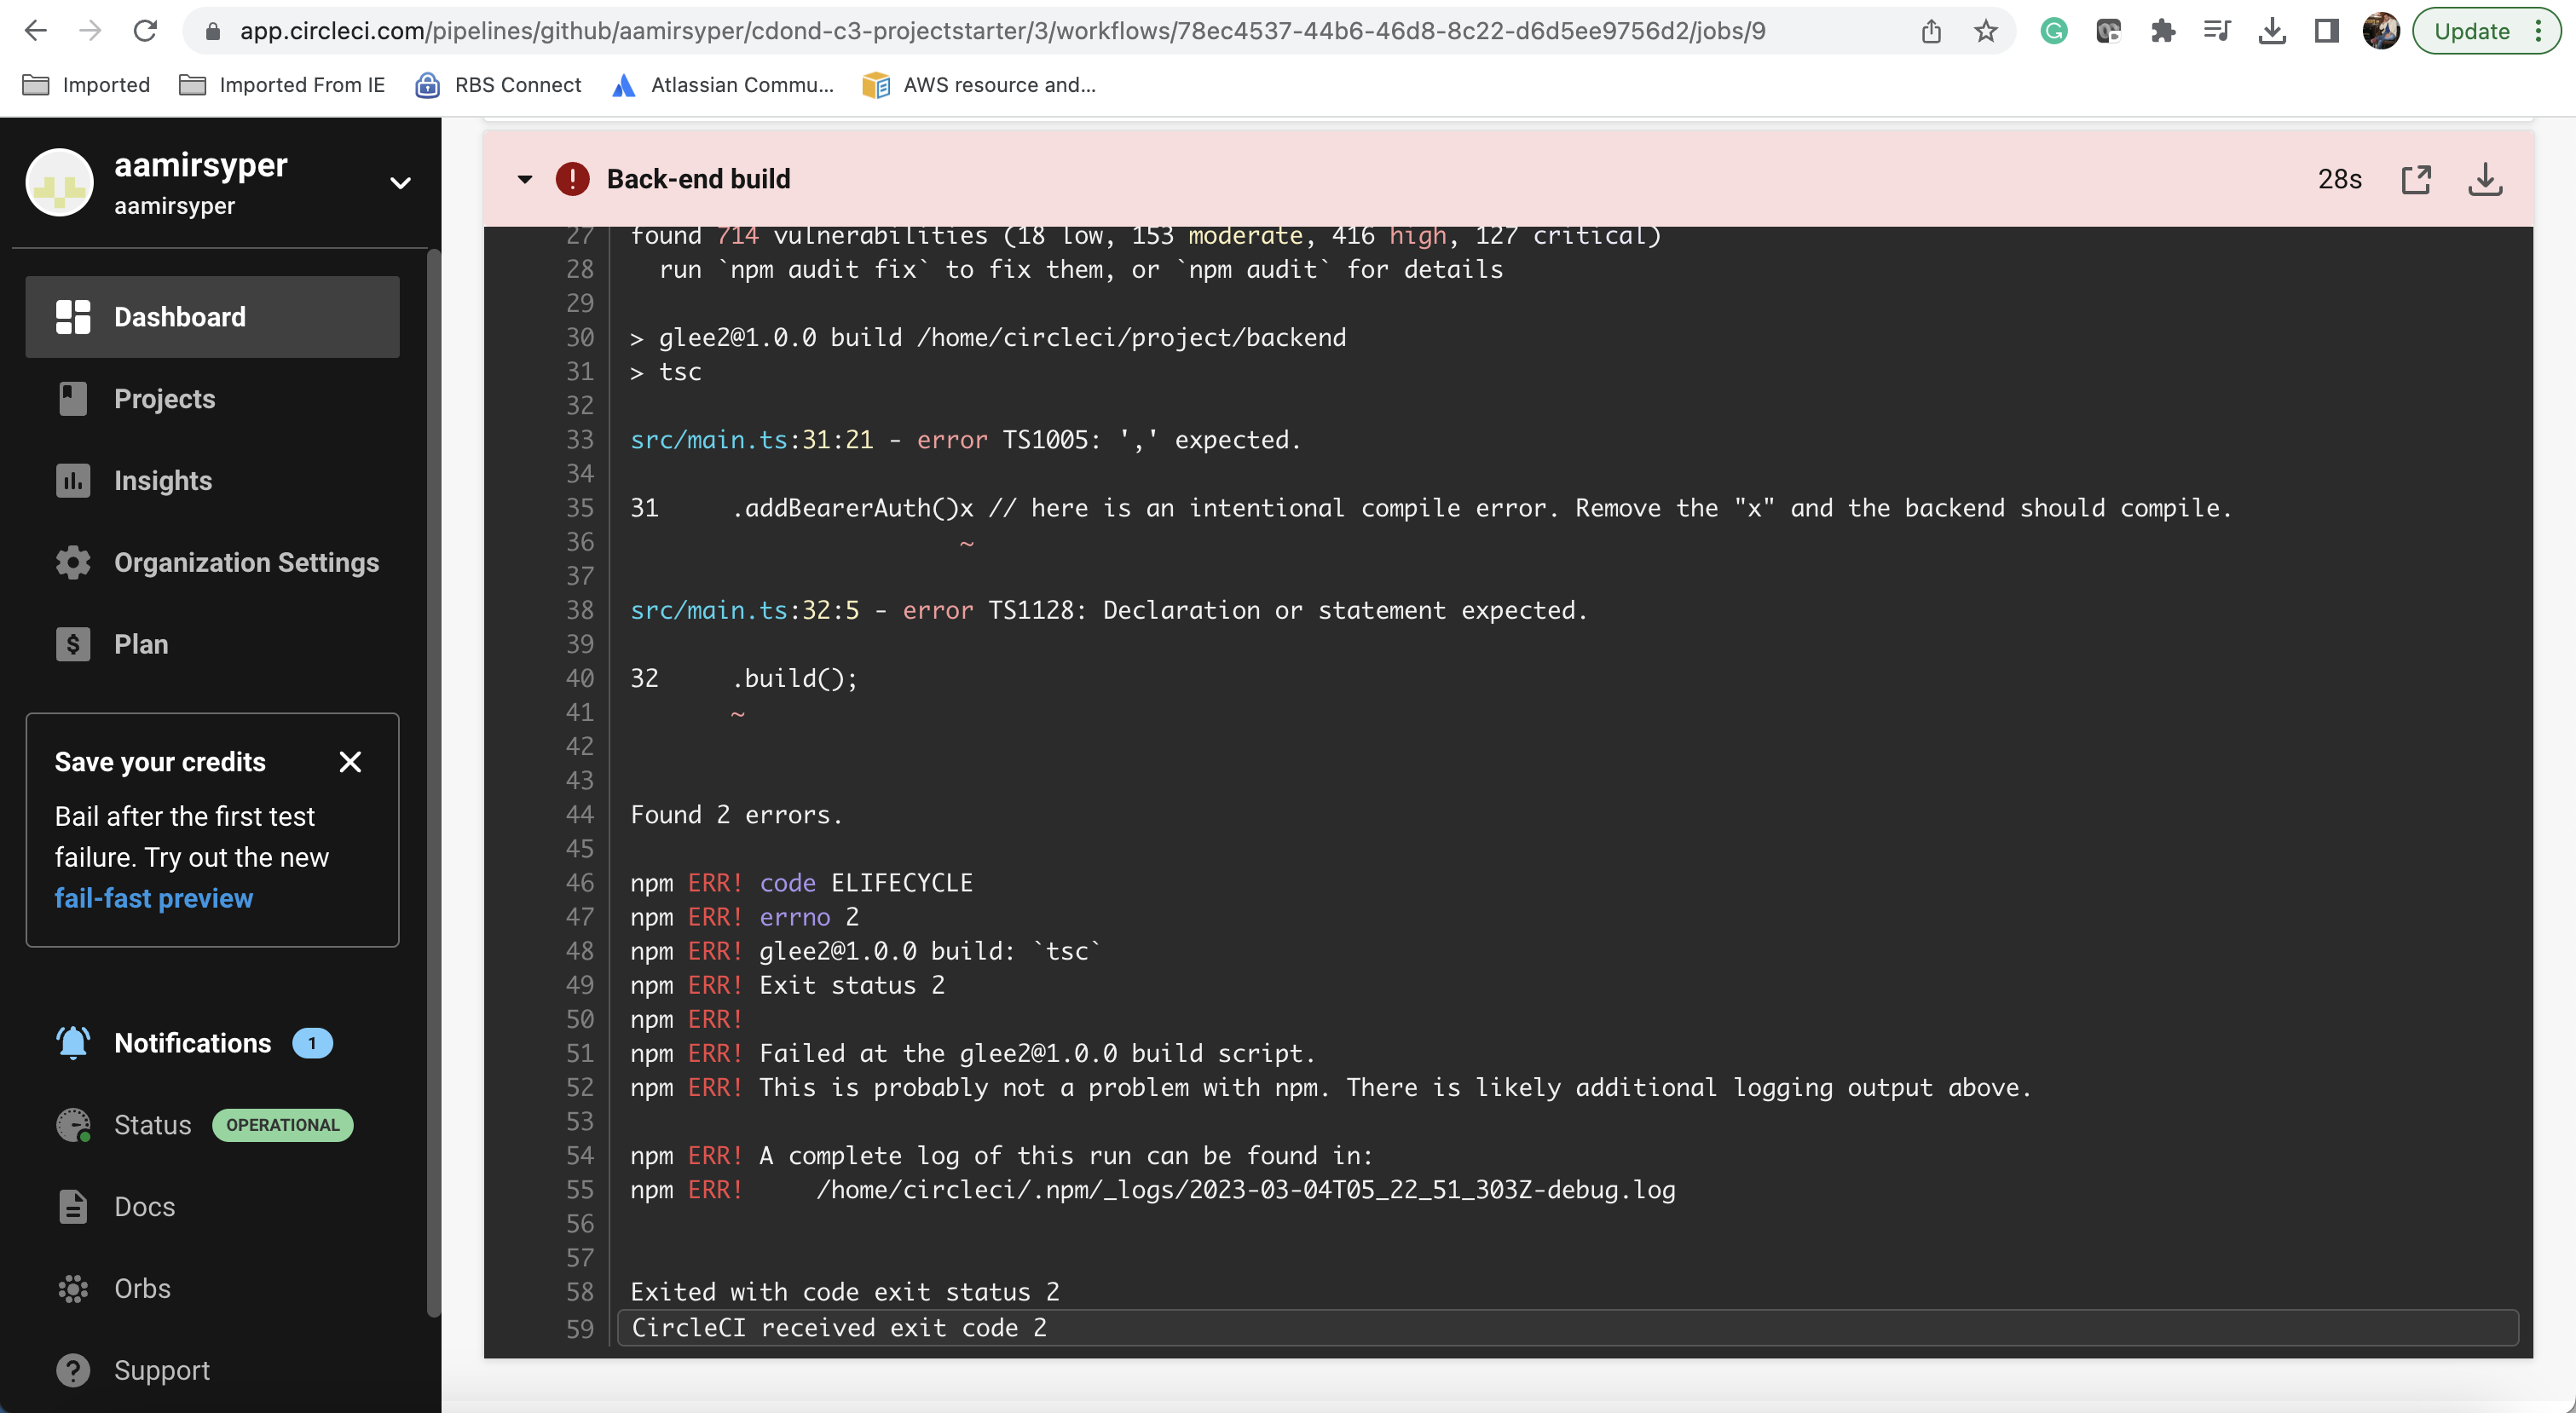 app.circleci.com/pipelines/github/aamirsyper/cdond-c3-projectstarter/3/workflows/78ec4537-44b6-46d8-8c22-d6d5ee9756d2/jobs/9
Update
Imported
Imported From IE
RBS Connect
Atlassian Commu...
AWS resource and...
aamirsyper
aamirsyper
Dashboard
Projects
Insights
Organization Settings
Plan
Save your credits
Bail after the first test
failure. Try out the new
fail-fast preview
Notifications 1
Status OPERATIONAL
Docs
Orbs
Support
Back-end build
28s
27 found 714 vulnerabilities (18 low, 153 moderate, 416 high, 127 critical)
28 run `npm audit fix` to fix them, or `npm audit` for details
29
30 > glee2@1.0.0 build /home/circleci/project/backend
31 > tsc
32
33 src/main.ts:31:21 - error TS1005: ',' expected.
34
35 31     .addBearerAuth()x // here is an intentional compile error. Remove the "x" and the backend should compile.
36 ~
37
38 src/main.ts:32:5 - error TS1128: Declaration or statement expected.
39
40 32     .build();
41 ~
42
43
44 Found 2 errors.
45
46 npm ERR! code ELIFECYCLE
47 npm ERR! errno 2
48 npm ERR! glee2@1.0.0 build: `tsc`
49 npm ERR! Exit status 2
50 npm ERR!
51 npm ERR! Failed at the glee2@1.0.0 build script.
52 npm ERR! This is probably not a problem with npm. There is likely additional logging output above.
53
54 npm ERR! A complete log of this run can be found in:
55 npm ERR!     /home/circleci/.npm/_logs/2023-03-04T05_22_51_303Z-debug.log
56
57
58 Exited with code exit status 2
59 CircleCI received exit code 2